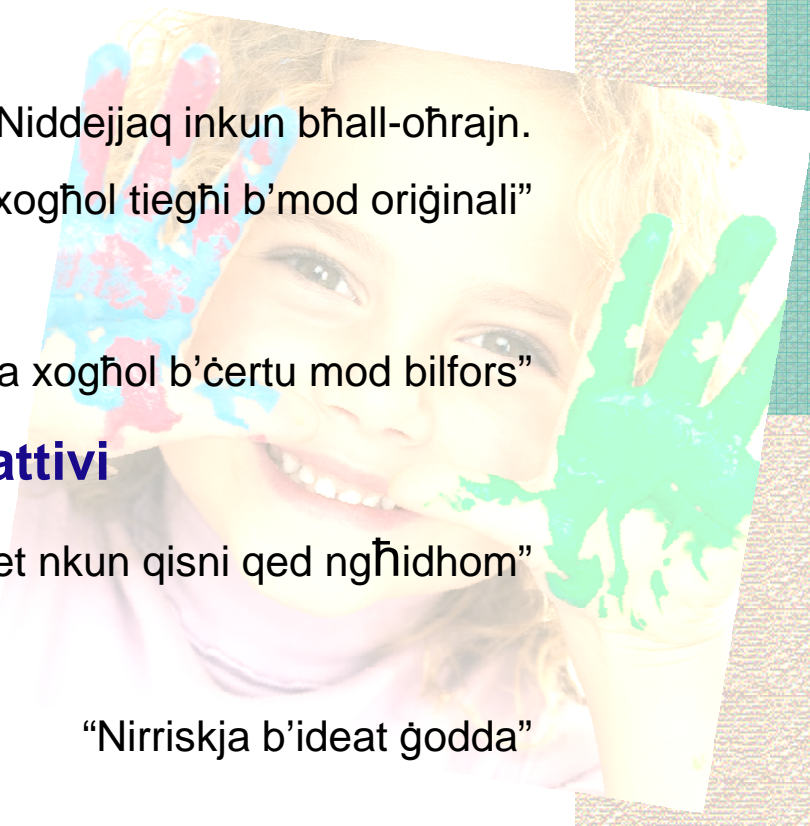 Niddejjaq inkun bħall-oħrajn.
xogħol tiegħi b’mod oriġinali”
a xogħol b’ċertu mod bilfors”
attivi
et nkun qisni qed ngħidhom”
“Nirriskja b’ideat ġodda”